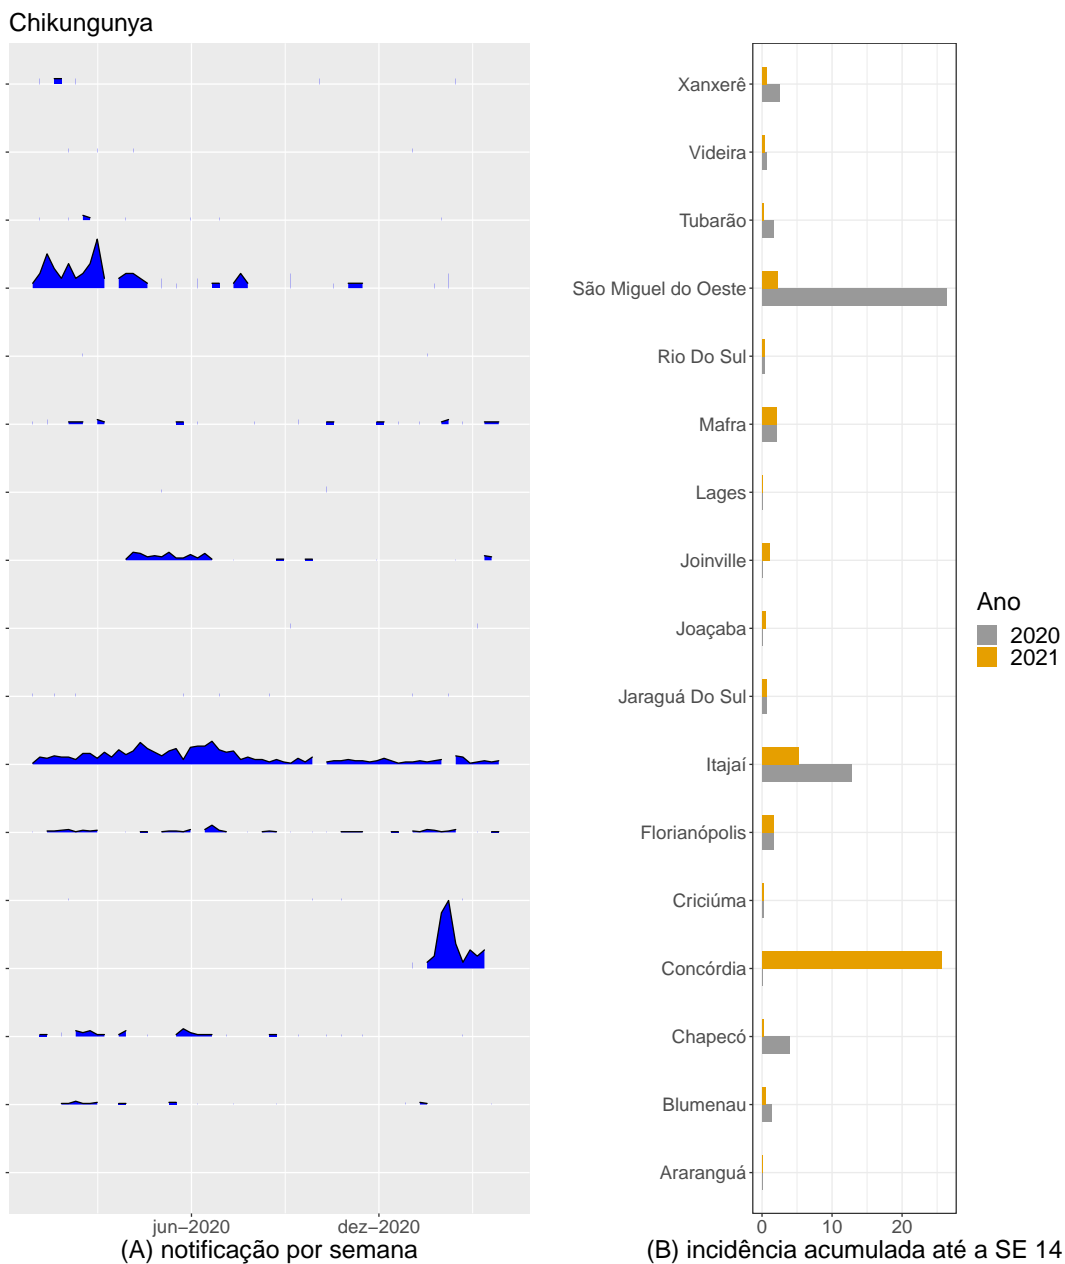 Chikungunya
Xanxerê
Videira
Tubarão
São Miguel do Oeste
Rio Do Sul
Mafra
Lages
Joinville
Joaçaba
Jaraguá Do Sul
Itajaí
Florianópolis
Criciúma
Concórdia
Chapecó
Blumenau
Araranguá
Ano
2020
2021
jun−2020 dez−2020
(A) notificação por semana
0 10 20
(B) incidência acumulada até a SE 14